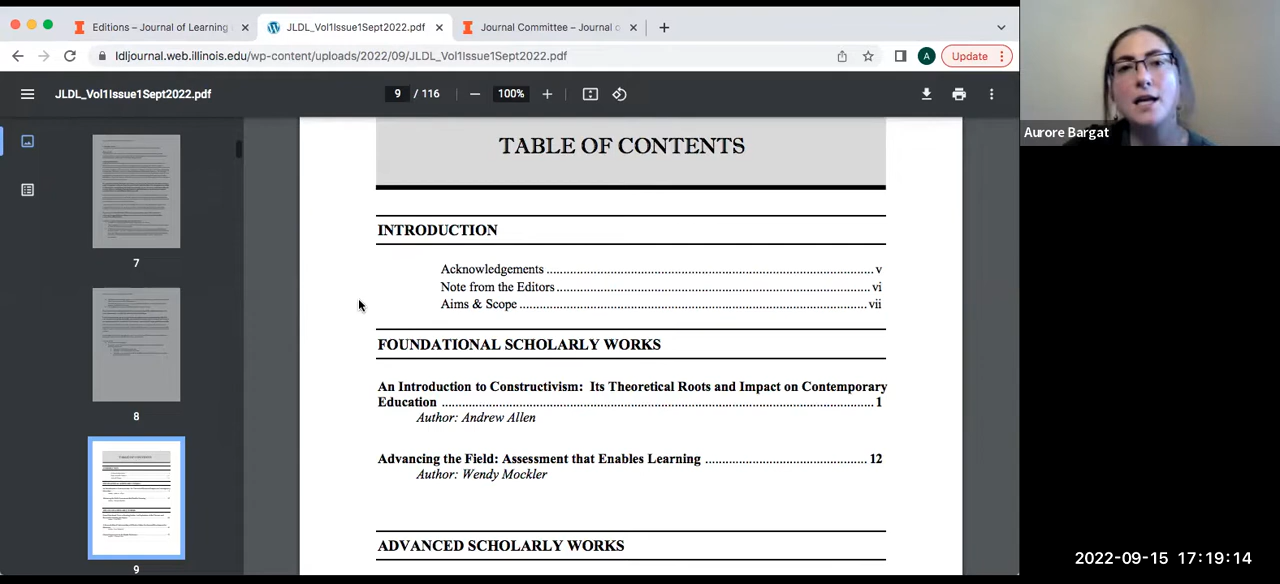 Editions – Journal of Learning
JLDL_Vol1Issue1Sept2022.pdf
Journal Committee – Journal o
ldljournal.web.illinois.edu/wp-content/uploads/2022/09/JLDL_Vol1Issue1Sept2022.pdf
A
Update
JLDL_Vol1Issue1Sept2022.pdf
9 / 116
100%
Aurore Bargat
7
8
9
TABLE OF CONTENTS
INTRODUCTION
Acknowledgements .......... v
Note from the Editors .......... vi
Aims & Scope .......... vii
FOUNDATIONAL SCHOLARLY WORKS
An Introduction to Constructivism: Its Theoretical Roots and Impact on Contemporary
Education .......... 1
Author: Andrew Allen
Advancing the Field: Assessment that Enables Learning .......... 12
Author: Wendy Mockler
ADVANCED SCHOLARLY WORKS
2022-09-15 17:19:14